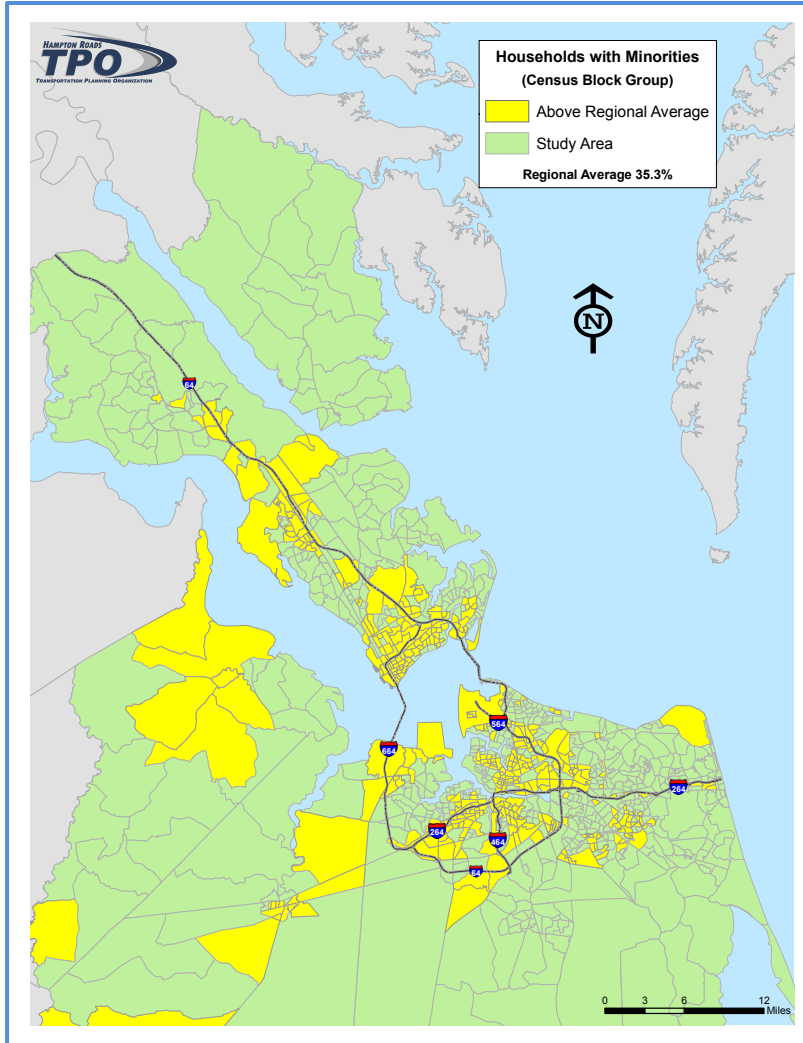 HAMPTON ROADS
TPO
TRANSPORTATION PLANNING ORGANIZATION
Households with Minorities
(Census Block Group)
Above Regional Average
Study Area
Regional Average 35.3%
N
64
564
664
264
264
464
64
0 3 6 12
Miles